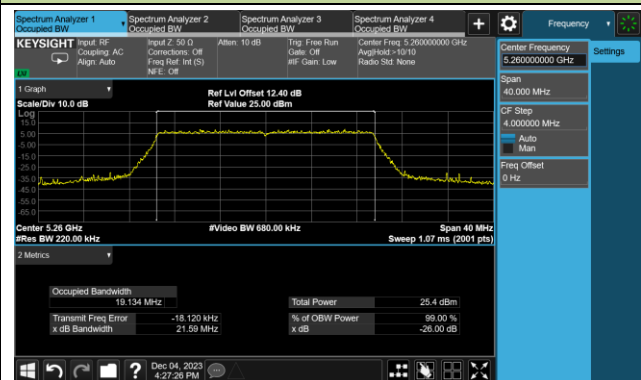 Spectrum Analyzer 1
Occupied BW
Spectrum Analyzer 2
Occupied BW
Spectrum Analyzer 3
Occupied BW
Spectrum Analyzer 4
Occupied BW
Frequency
KEYSIGHT
Input: RF
Coupling: AC
Align: Auto
Input Z: 50 Ω
Corrections: Off
Freq Ref: Int (S)
NFE: Off
Atten: 10 dB
Trig: Free Run
Gate: Off
#IF Gain: Low
Center Freq: 5.260000000 GHz
Avg|Hold:>10/10
Radio Std: None
Center Frequency
5.260000000 GHz
Settings
Span
40.000 MHz
CF Step
4.000000 MHz
Auto
Man
Freq Offset
0 Hz
1 Graph
Scale/Div 10.0 dB
Ref Lvl Offset 12.40 dB
Ref Value 25.00 dBm
Log
15.0
5.00
-5.00
-15.0
-25.0
-35.0
-45.0
-55.0
-65.0
Center 5.26 GHz
#Res BW 220.00 kHz
#Video BW 680.00 kHz
Span 40 MHz
Sweep 1.07 ms (2001 pts)
2 Metrics
Occupied Bandwidth
19.134 MHz
Total Power
25.4 dBm
Transmit Freq Error
-18.120 kHz
% of OBW Power
99.00 %
x dB Bandwidth
21.59 MHz
x dB
-26.00 dB
Dec 04, 2023
4:27:26 PM